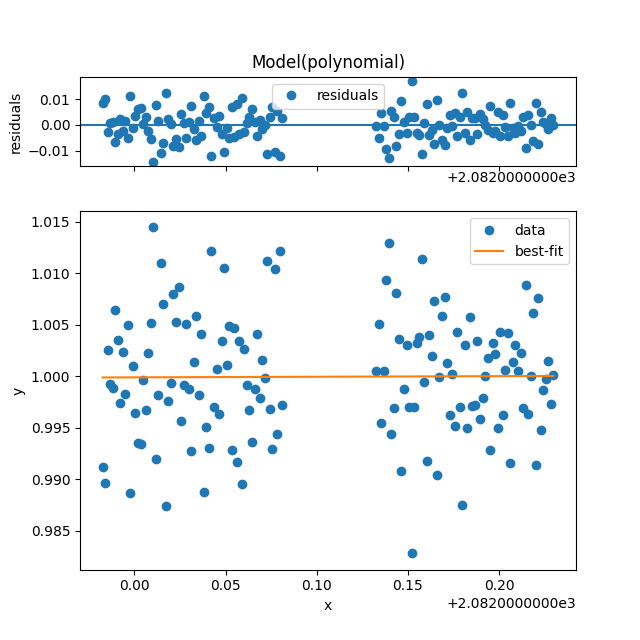 Model(polynomial)
residuals
0.01
0.00
−0.01
residuals
+2.0820000000e3
y
1.015
1.010
1.005
1.000
0.995
0.990
0.985
data
best-fit
0.00
0.05
0.10
0.15
0.20
x
+2.0820000000e3